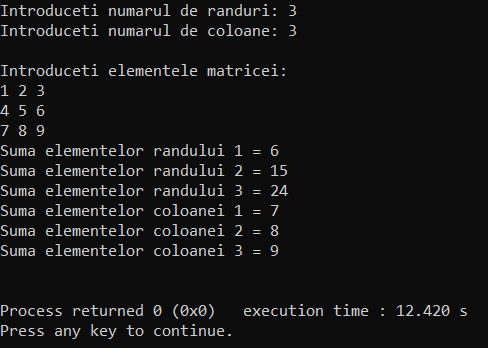 Introduceti numarul de randuri: 3
Introduceti numarul de coloane: 3
Introduceti elementele matricei:
1 2 3
4 5 6
7 8 9
Suma elementelor randului 1 = 6
Suma elementelor randului 2 = 15
Suma elementelor randului 3 = 24
Suma elementelor coloanei 1 = 7
Suma elementelor coloanei 2 = 8
Suma elementelor coloanei 3 = 9
Process returned 0 (0x0)   execution time : 12.420 s
Press any key to continue.